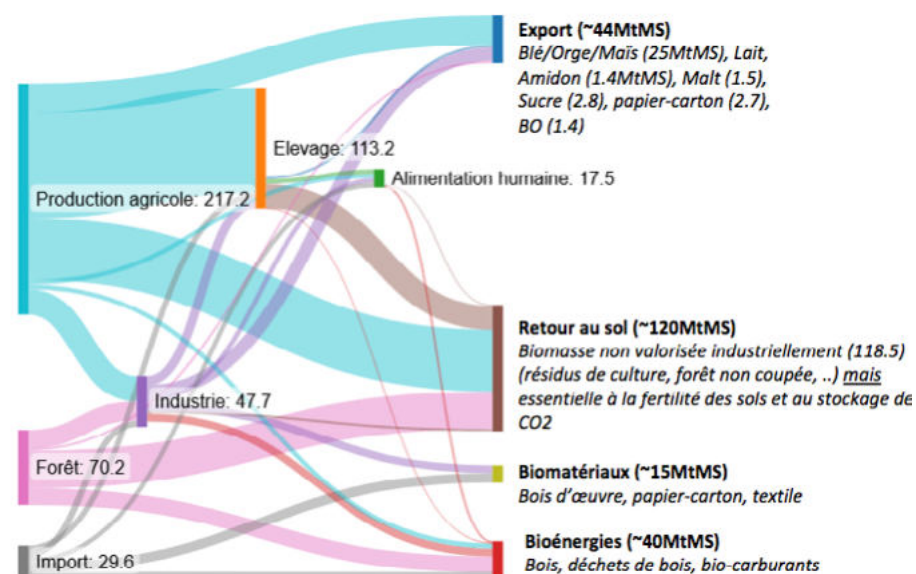 Export (~44MtMS)
Blé/Orge/Maïs (25MtMS), Lait,
Amidon (1.4MtMS), Malt (1.5),
Sucre (2.8), papier-carton (2.7),
BO (1.4)
Elevage: 113.2
Alimentation humaine: 17.5
Production agricole: 217.2
Retour au sol (~120MtMS)
Biomasse non valorisée industriellement (118.5)
(résidus de culture, forêt non coupée, ..) mais
essentielle à la fertilité des sols et au stockage de
CO2
Industrie: 47.7
Forêt: 70.2
Biomatériaux (~15MtMS)
Bois d'œuvre, papier-carton, textile
Import: 29.6
Bioénergies (~40MtMS)
Bois, déchets de bois, bio-carburants